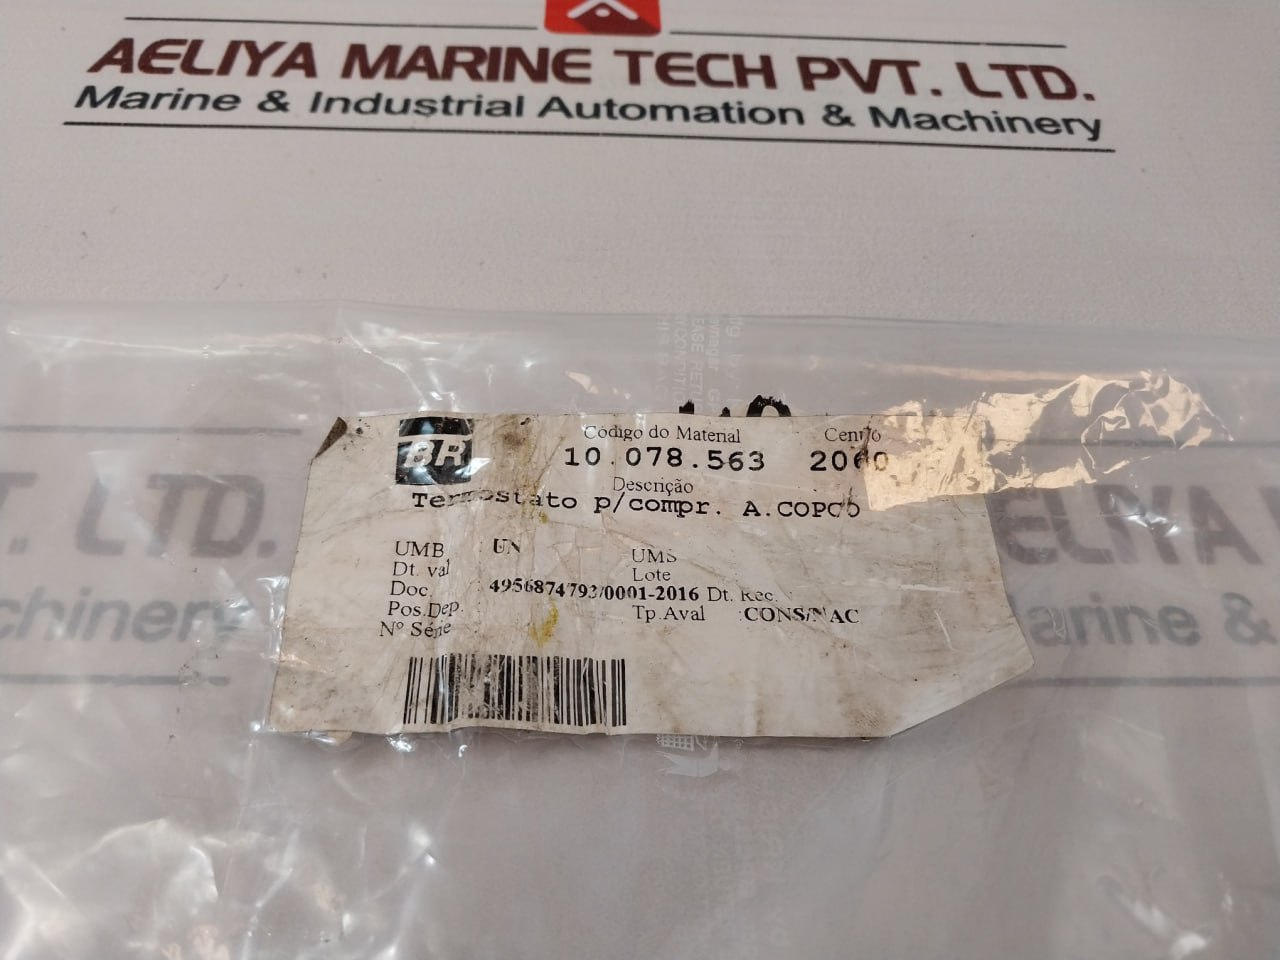 AELIYA MARINE TECH PVT. LTD.
Marine & Industrial Automation & Machinery
BR
Código do Material Centro
10.078.563 2060
Descrição
Termostato p/compr. A.COPCO
UMB : UN UMS
Dt. val Lote
Doc. : 4956874793/0001-2016 Dt. Rec.
Pos.Dep. Tp.Aval :CONS/NAC
Nº Série
T. LTD.
ELIYA
chinery
arine &